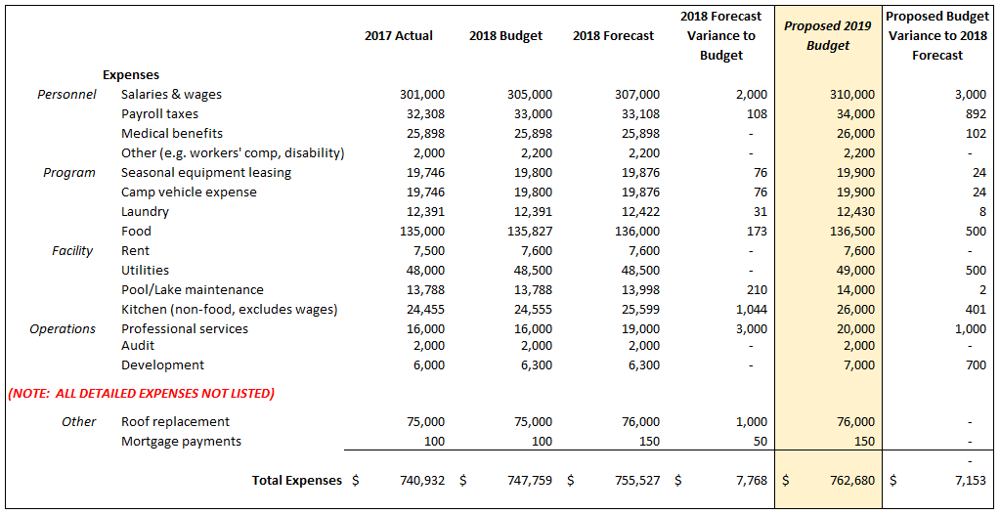 2017 Actual 2018 Budget 2018 Forecast 2018 Forecast Variance to Budget Proposed 2019 Budget Proposed Budget Variance to 2018 Forecast
Expenses
Personnel Salaries & wages 301,000 305,000 307,000 2,000 310,000 3,000
Payroll taxes 32,308 33,000 33,108 108 34,000 892
Medical benefits 25,898 25,898 25,898 - 26,000 102
Other (e.g. workers' comp, disability) 2,000 2,200 2,200 - 2,200 -
Program Seasonal equipment leasing 19,746 19,800 19,876 76 19,900 24
Camp vehicle expense 19,746 19,800 19,876 76 19,900 24
Laundry 12,391 12,391 12,422 31 12,430 8
Food 135,000 135,827 136,000 173 136,500 500
Facility Rent 7,500 7,600 7,600 - 7,600 -
Utilities 48,000 48,500 48,500 - 49,000 500
Pool/Lake maintenance 13,788 13,788 13,998 210 14,000 2
Kitchen (non-food, excludes wages) 24,455 24,555 25,599 1,044 26,000 401
Operations Professional services 16,000 16,000 19,000 3,000 20,000 1,000
Audit 2,000 2,000 2,000 - 2,000 -
Development 6,000 6,300 6,300 - 7,000 700
(NOTE: ALL DETAILED EXPENSES NOT LISTED)
Other Roof replacement 75,000 75,000 76,000 1,000 76,000 -
Mortgage payments 100 100 150 50 150 -
-
Total Expenses $ 740,932 $ 747,759 $ 755,527 $ 7,768 $ 762,680 $ 7,153